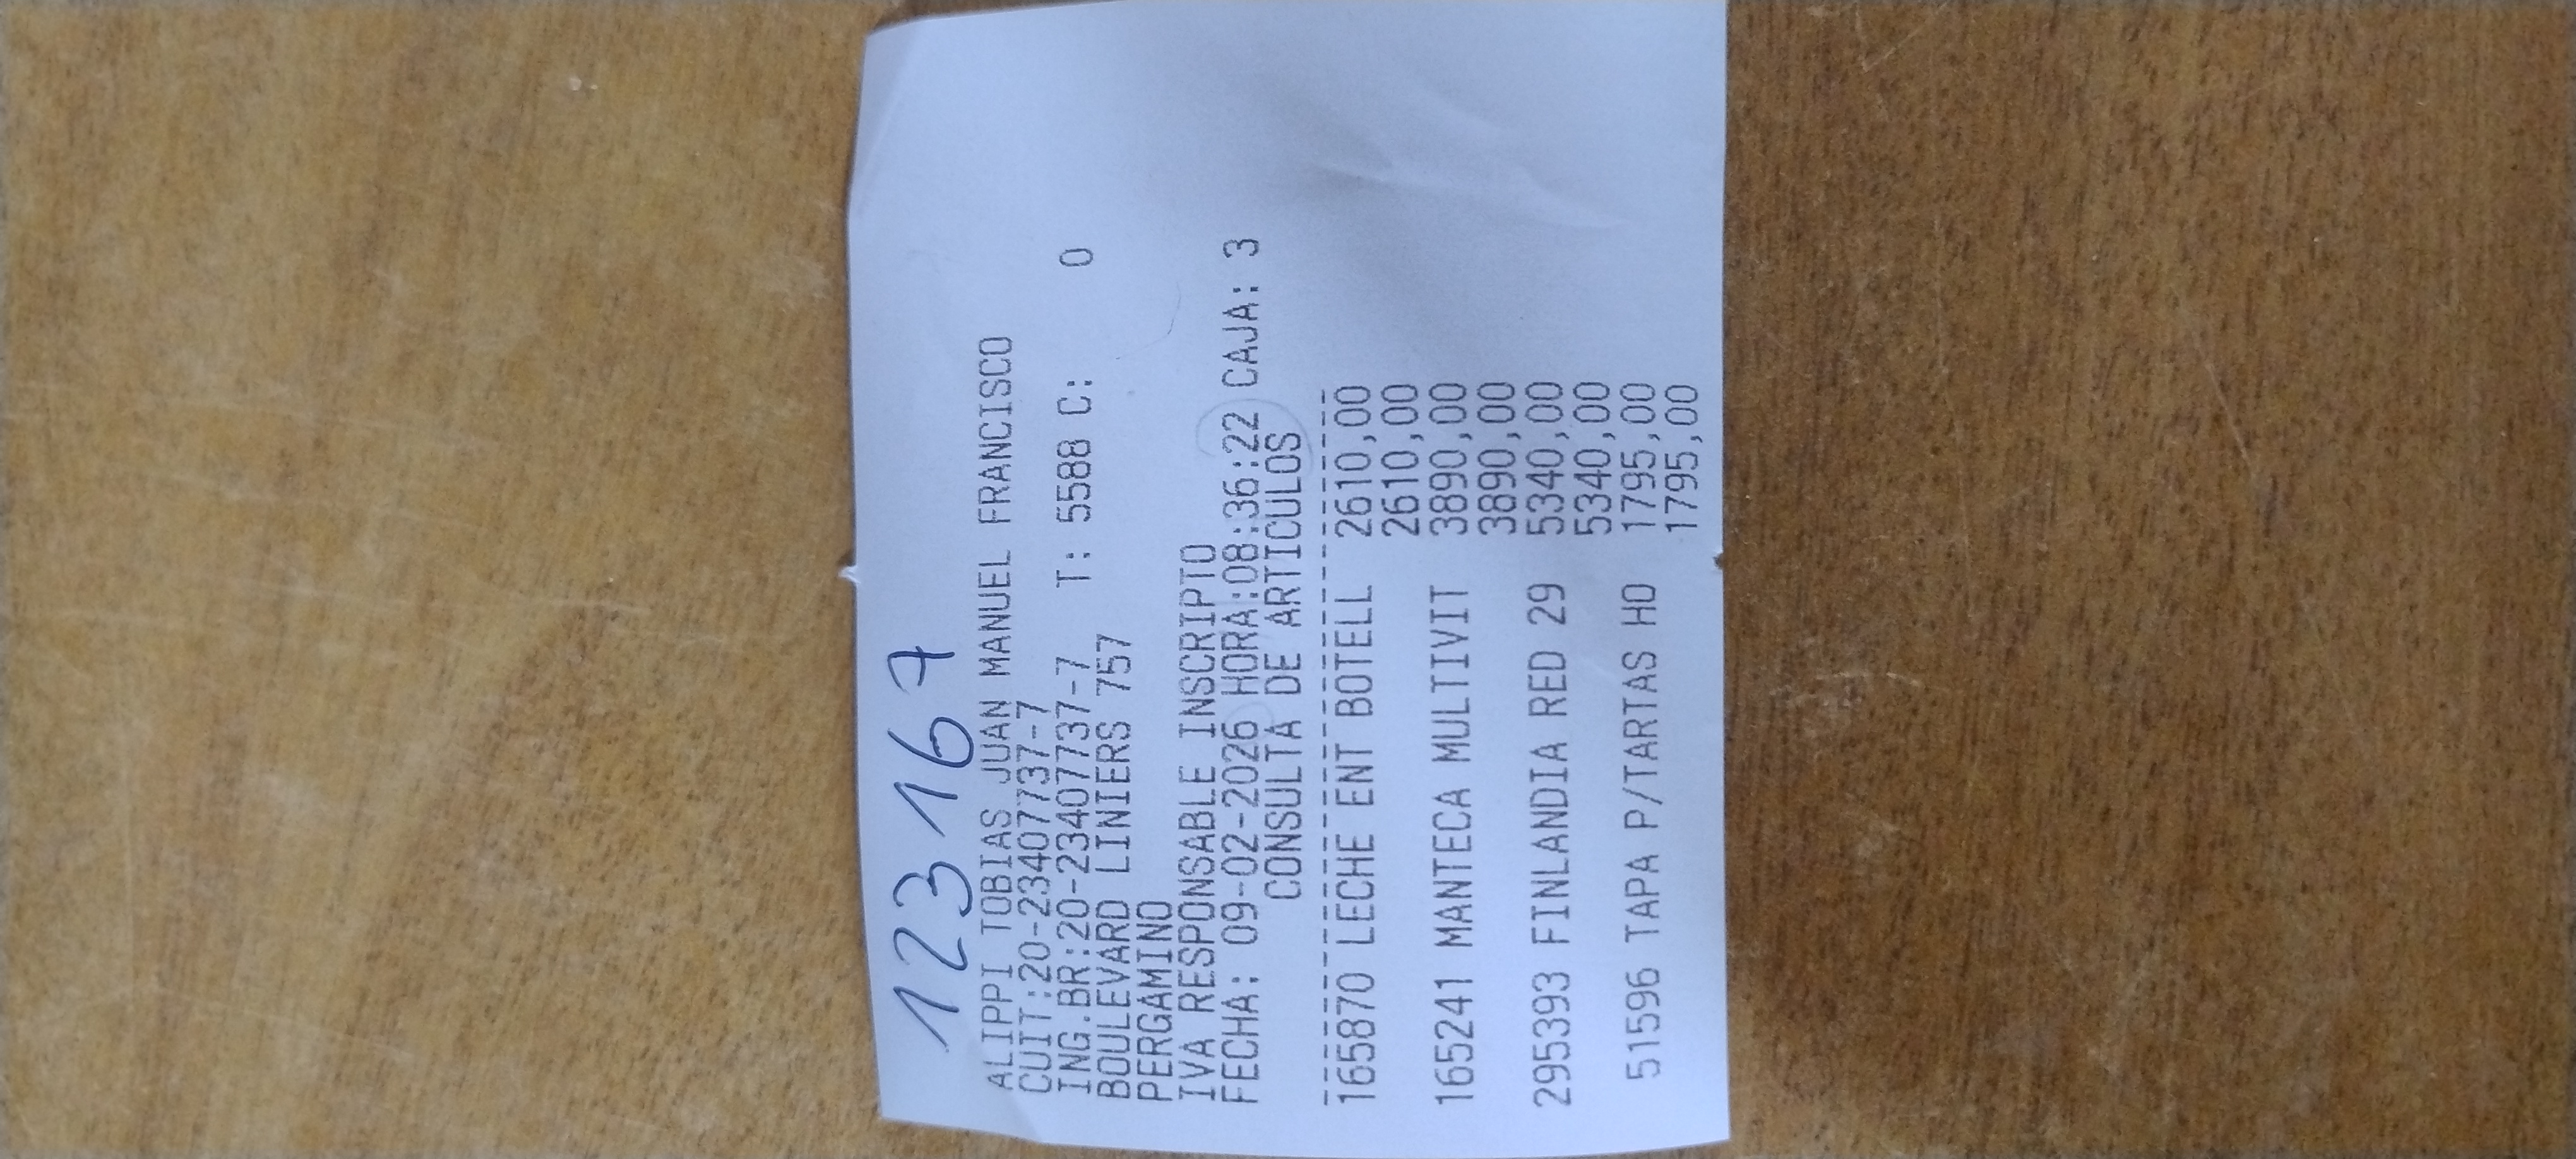 123167
ALIPPI TOBIAS JUAN MANUEL FRANCISCO
CUIT:20-23407737-7
ING.BR:20-23407737-7 T: 5588 C: 0
BOULEVARD LINIERS 757
PERGAMINO
IVA RESPONSABLE INSCRIPTO
FECHA: 09-02-2026 HORA:08:36:22 CAJA: 3
CONSULTA DE ARTICULOS
165870 LECHE ENT BOTELL 2610,00
2610,00
165241 MANTECA MULTIVIT 3890,00
3890,00
295393 FINLANDIA RED 29 5340,00
5340,00
51596 TAPA P/TARTAS HO 1795,00
1795,00